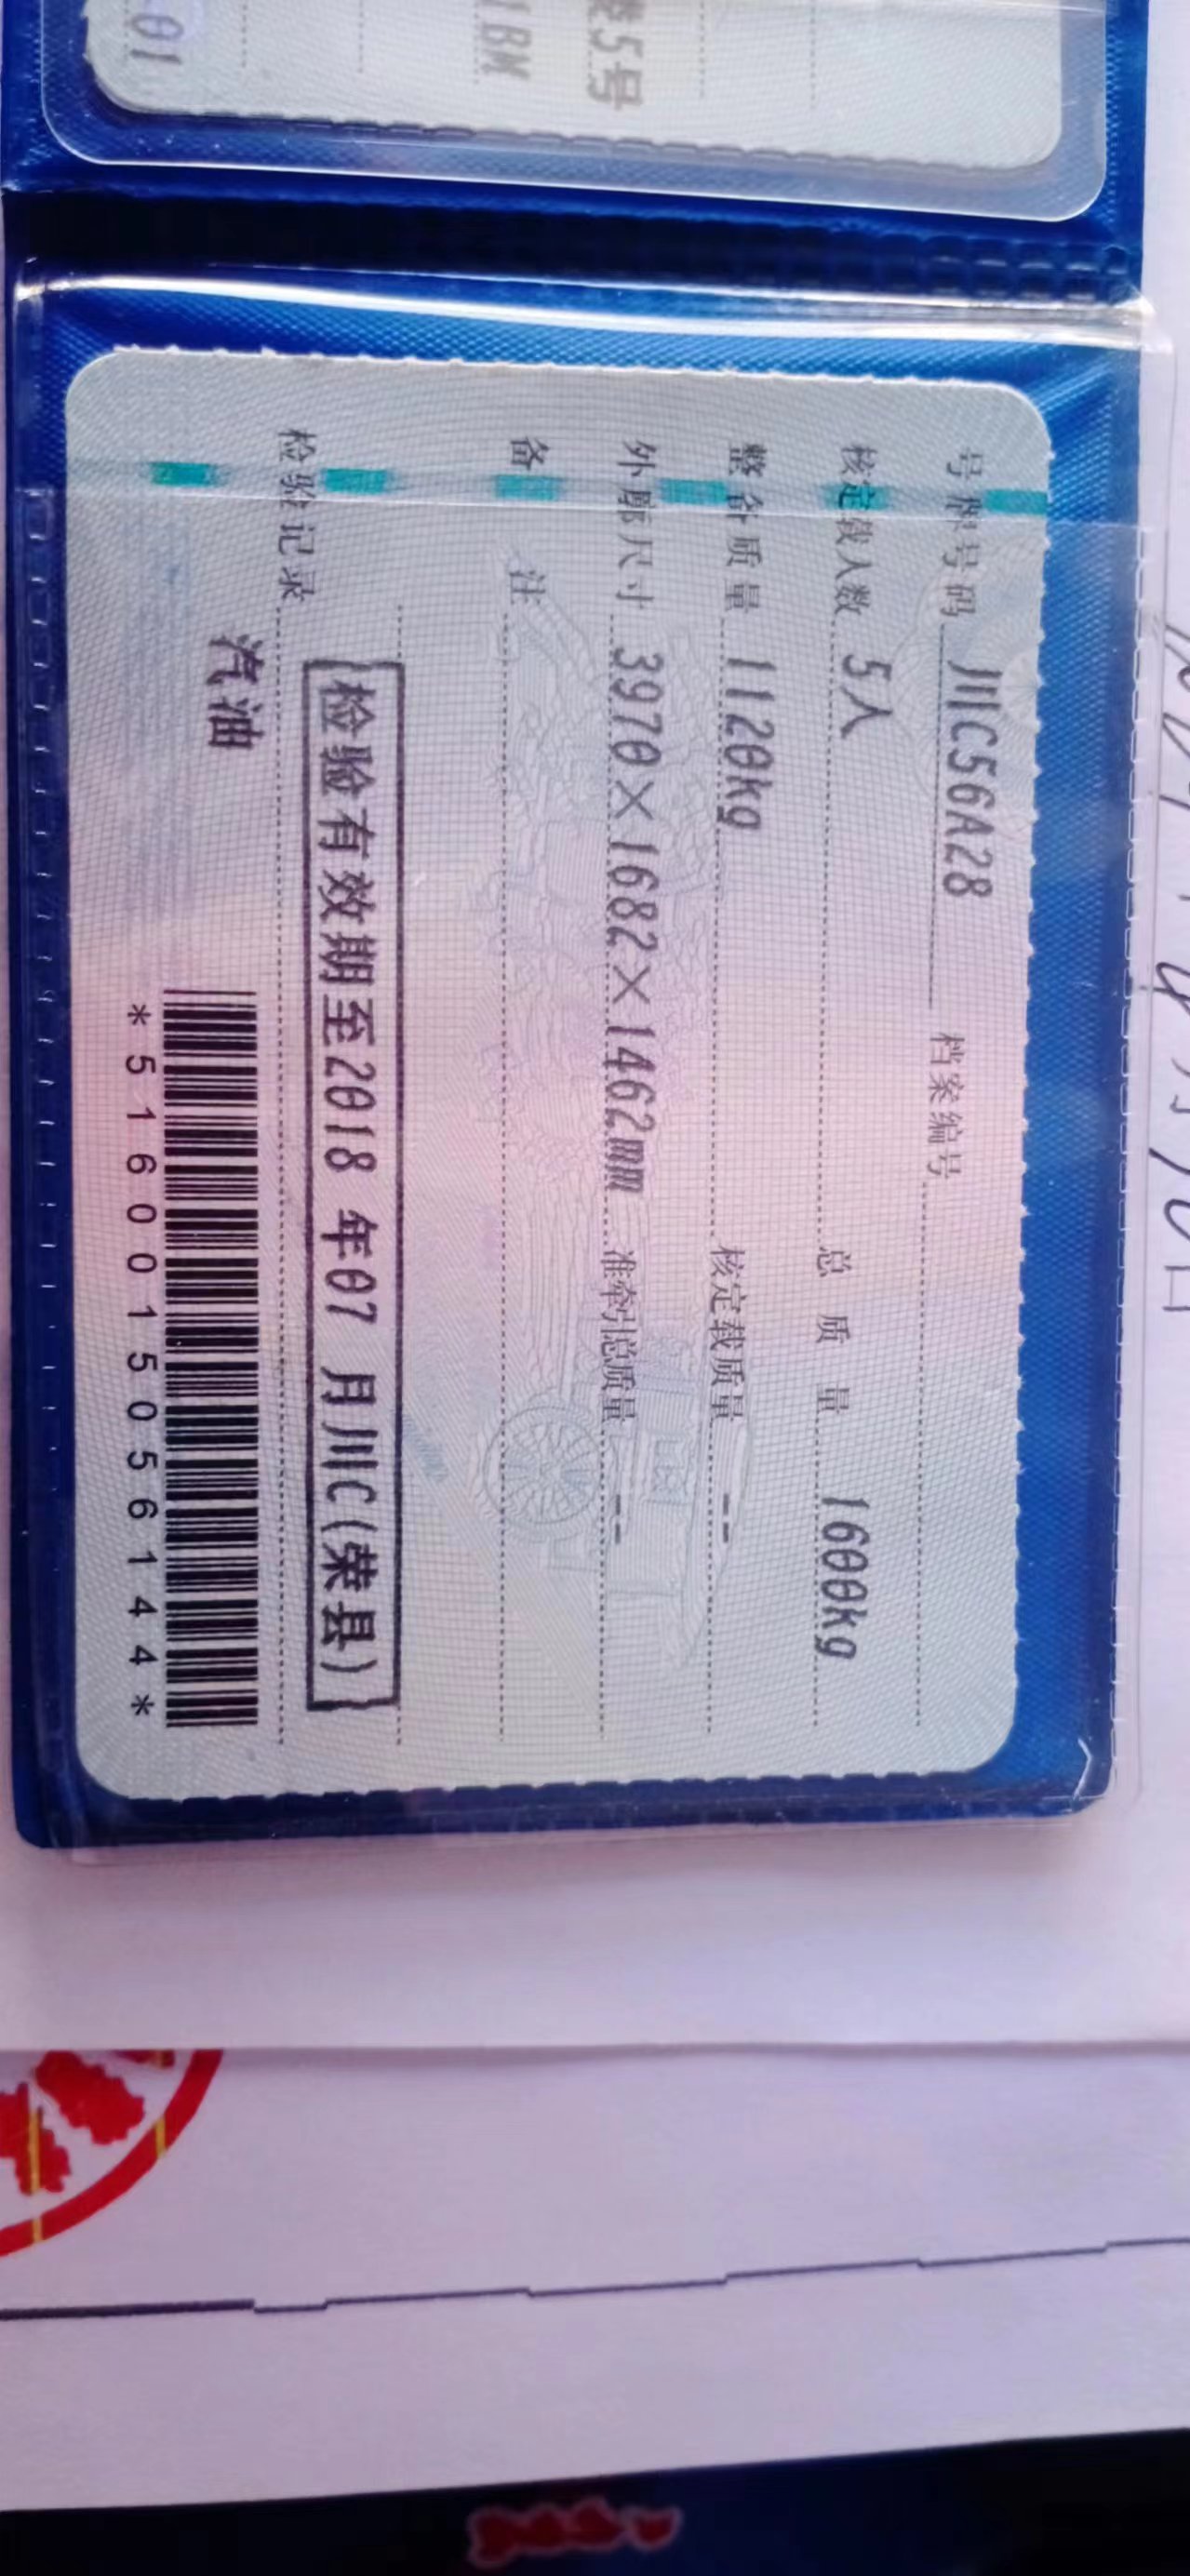 01
1BM
5号
号牌号码 川C56A28 档案编号
核定载人数 5人 总质量 1600kg
整备质量 1120kg 核定载质量 --
外廓尺寸 3970×1682×1462mm 准牵引总质量 --
备注
检验有效期至2018 年07 月川C(荣县)
检验记录
汽油
*5160015056144*